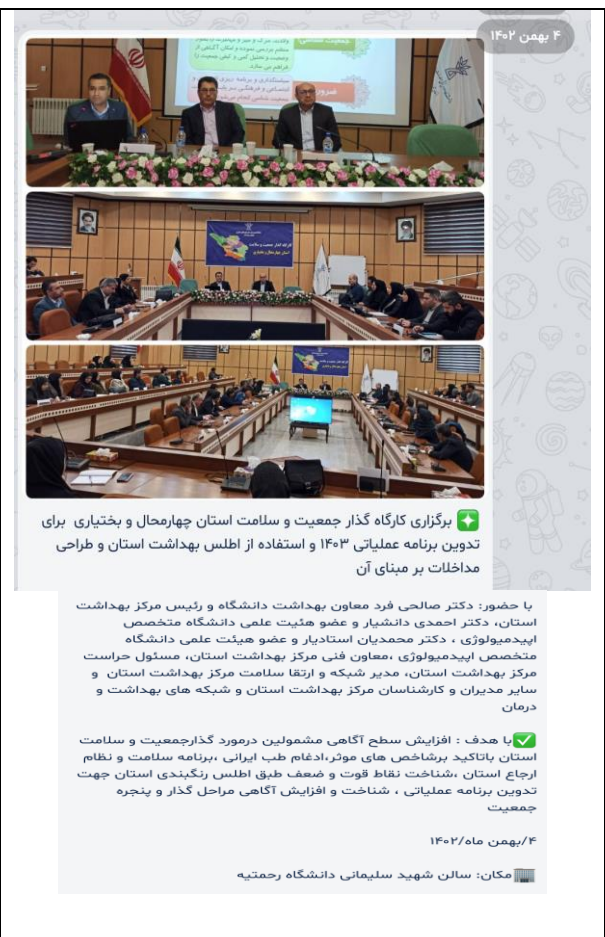 ۴ بهمن ۱۴۰۲
برگزاری کارگاه گذار جمعیت و سلامت استان چهارمحال و بختیاری برای
تدوین برنامه عملیاتی ۱۴۰۳ و استفاده از اطلس بهداشت استان و طراحی
مداخلات بر مبنای آن
با حضور: دکتر صالحی فرد معاون بهداشت دانشگاه و رئیس مرکز بهداشت
استان، دکتر احمدی دانشیار و عضو هئیت علمی دانشگاه متخصص
اپیدمیولوژی ، دکتر محمدیان استادیار و عضو هیئت علمی دانشگاه
متخصص اپیدمیولوژی ،معاون فنی مرکز بهداشت استان، مسئول حراست
مرکز بهداشت استان، مدیر شبکه و ارتقا سلامت مرکز بهداشت استان و
سایر مدیران و کارشناسان مرکز بهداشت استان و شبکه های بهداشت و
درمان
با هدف : افزایش سطح آگاهی مشمولین درمورد گذارجمعیت و سلامت
استان باتاکید برشاخص های موثر،ادغام طب ایرانی ،برنامه سلامت و نظام
ارجاع استان ،شناخت نقاط قوت و ضعف طبق اطلس رنگبندی استان جهت
تدوین برنامه عملیاتی ، شناخت و افزایش آگاهی مراحل گذار و پنجره
جمعیت
۴/بهمن ماه/۱۴۰۲
مکان: سالن شهید سلیمانی دانشگاه رحمتیه